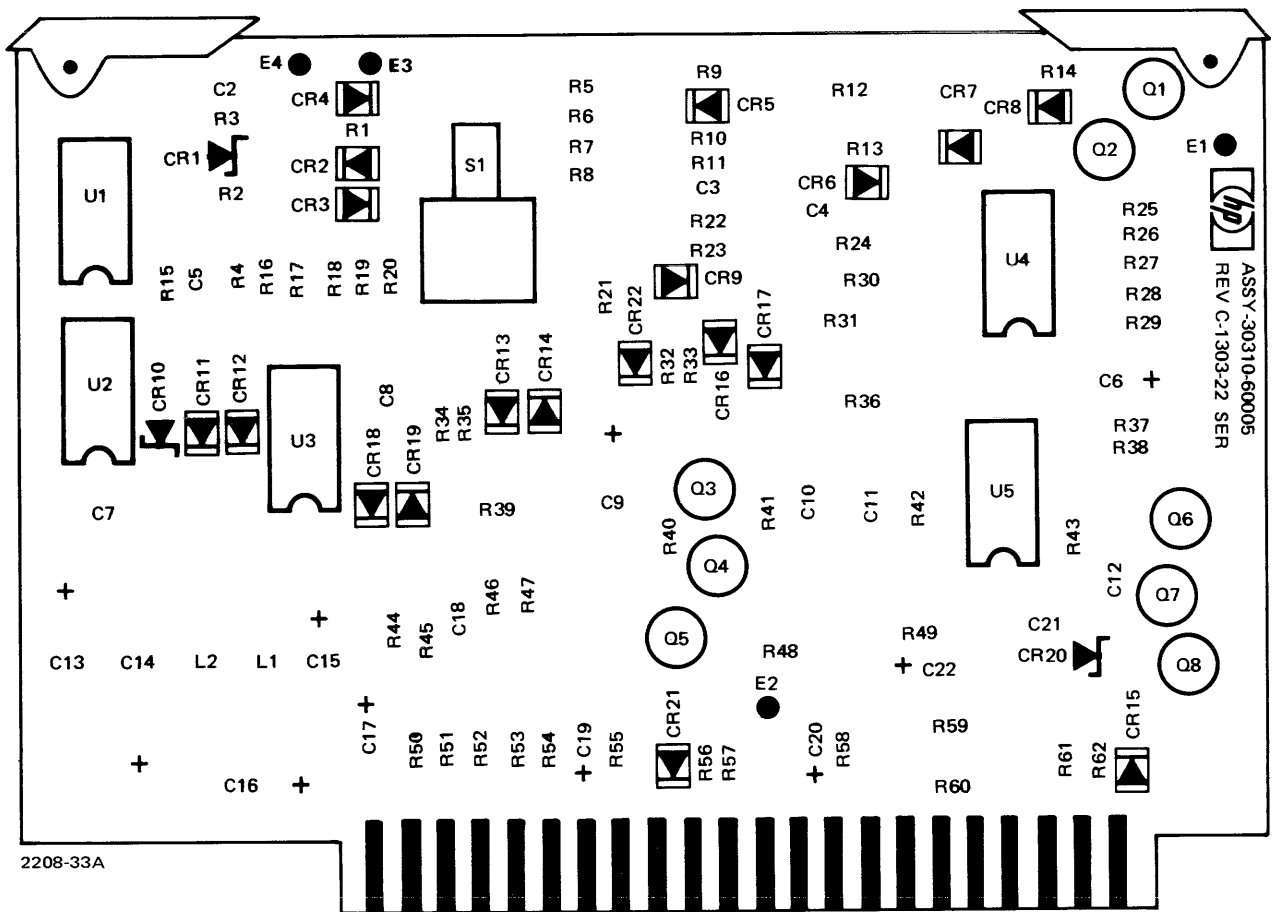 E4 E3
C2 CR4 R5 R9 CR5 R12 CR7 CR8 R14 Q1
R3 R1 R6 R10 Q2 E1
CR1 CR2 S1 R7 R11 R13
U1 R2 CR3 R8 C3 CR6 C4 hp
R22 R25
R23 R24 R26
R15 C5 R4 R16 R17 R18 R19 R20 CR9 R30 U4 R27
R21 CR22 CR17 R31 R28
R29
ASSY-30310-60005
REV C-1303-22 SER
U2 CR10 CR11 CR12 CR13 CR14 R32 R33 CR16 C6
U3 C8 R34 R35 R36 R37
R38
CR18 CR19
C7 R39 C9 Q3 R41 C10 C11 R42 U5 Q6
R40 R43
Q4 C12 Q7
R44 R45 C18 R46 R47 Q5 R49 C21
C13 C14 L2 L1 C15 R48 C22 CR20 Q8
E2
C17 R50 R51 R52 R53 R54 C19 R55 CR21 R56 R57 C20 R58 R59 R61 R62 CR15
C16 R60
2208-33A